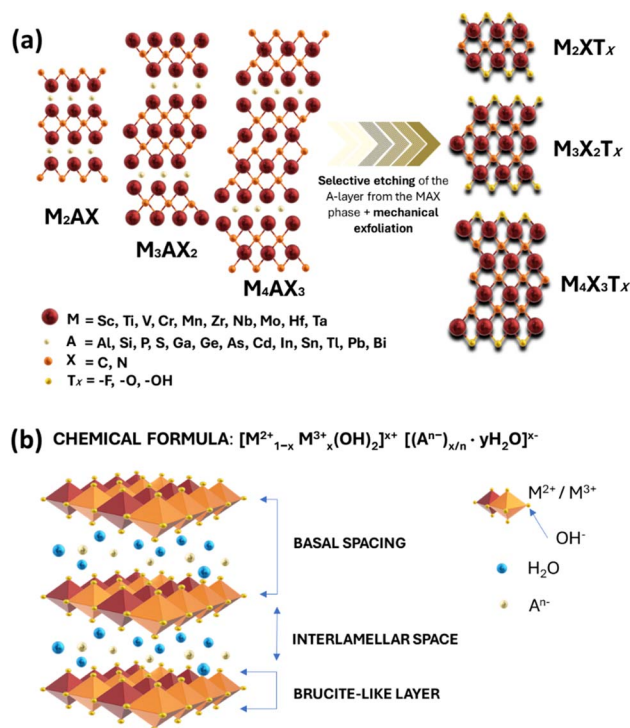 (a)
M₂AX
M₃AX₂
M₄AX₃
Selective etching of the
A-layer from the MAX
phase + mechanical
exfoliation
M₂XTx
M₃X₂Tx
M₄X₃Tx
M = Sc, Ti, V, Cr, Mn, Zr, Nb, Mo, Hf, Ta
A = Al, Si, P, S, Ga, Ge, As, Cd, In, Sn, Tl, Pb, Bi
X = C, N
Tx = -F, -O, -OH
(b) CHEMICAL FORMULA: [M²⁺₁₋ₓ M³⁺ₓ(OH)₂]ˣ⁺ [(Aⁿ⁻)ₓ/ₙ · yH₂O]ˣ⁻
BASAL SPACING
INTERLAMELLAR SPACE
BRUCITE-LIKE LAYER
M²⁺ / M³⁺
OH⁻
H₂O
Aⁿ⁻